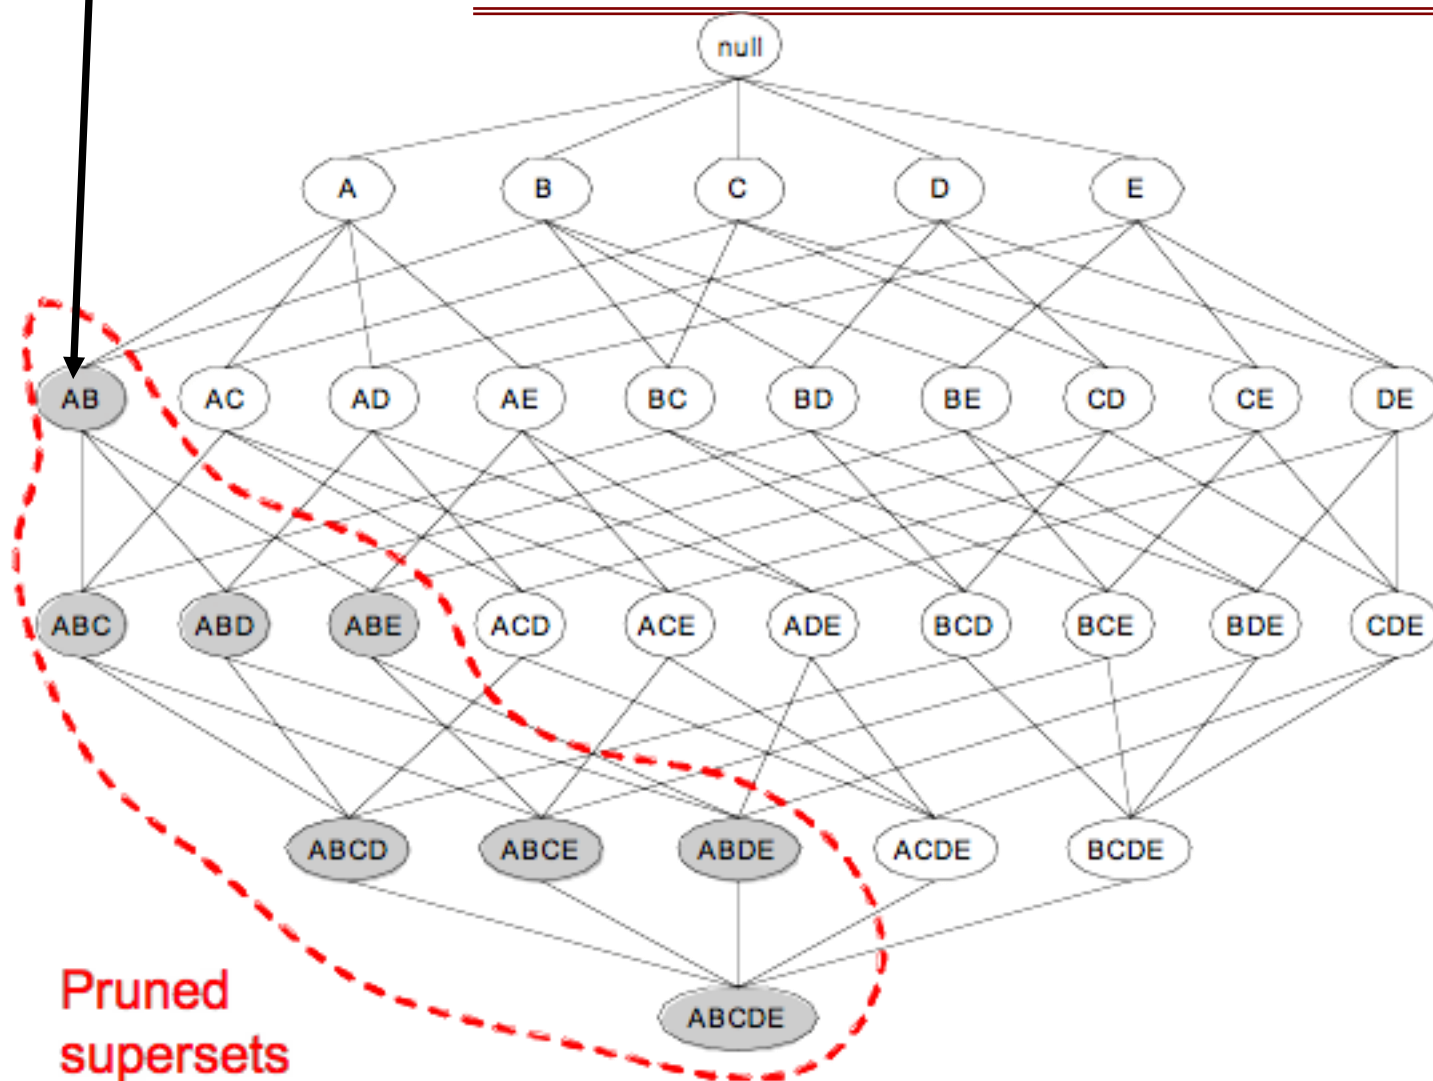 null
A B C D E
AB AC AD AE BC BD BE CD CE DE
ABC ABD ABE ACD ACE ADE BCD BCE BDE CDE
ABCD ABCE ABDE ACDE BCDE
ABCDE
Pruned
supersets